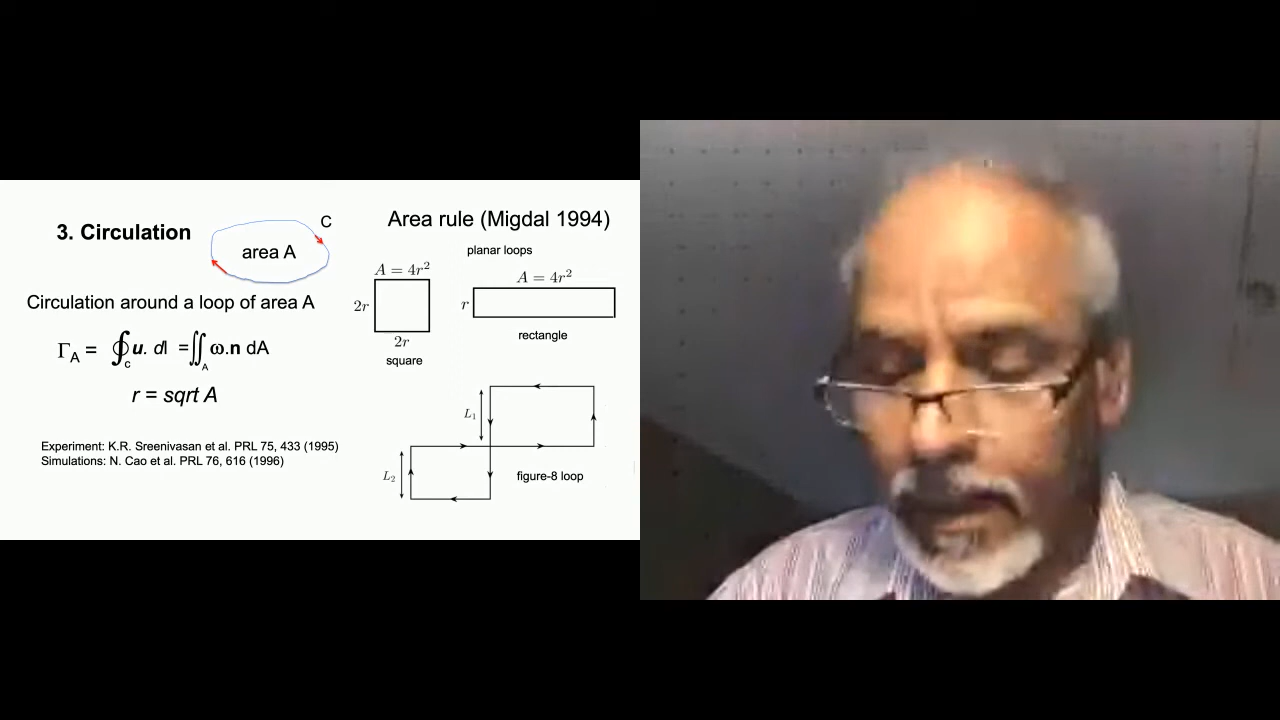 3. Circulation
C
area A
Circulation around a loop of area A
Γ_A = ∮_c u. dl = ∬_A ω.n dA
r = sqrt A
Experiment: K.R. Sreenivasan et al. PRL 75, 433 (1995)
Simulations: N. Cao et al. PRL 76, 616 (1996)
Area rule (Migdal 1994)
planar loops
A = 4r²
2r
2r
square
A = 4r²
r
rectangle
L₁
L₂
figure-8 loop